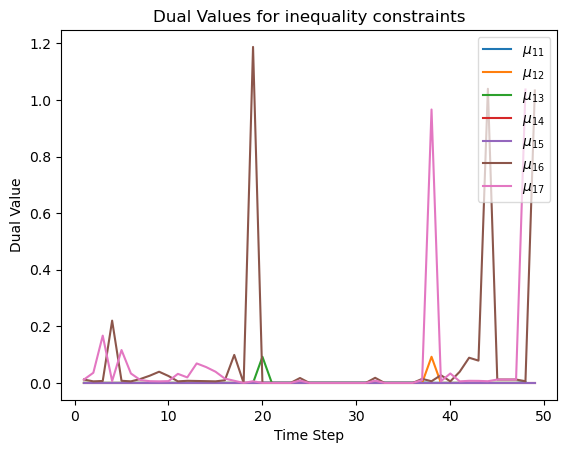 Dual Values for inequality constraints
1.2
1.0
0.8
0.6
0.4
0.2
0.0
Dual Value
0
10
20
30
40
50
Time Step
μ11
μ12
μ13
μ14
μ15
μ16
μ17